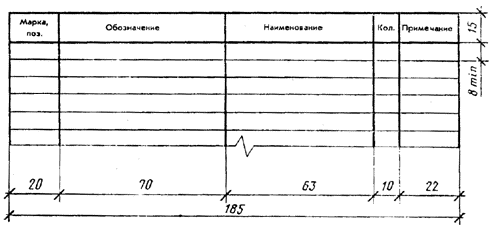 Марка, поз.
Обозначение
Наименование
Кол.
Примечание
15
8 min
20
70
63
10
22
185